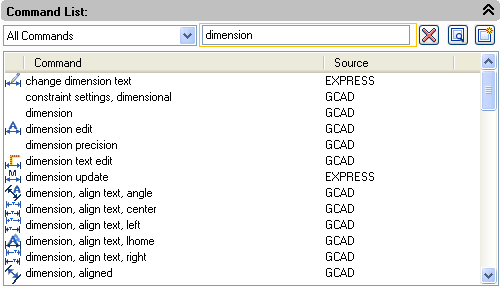 Command List:
All Commands dimension
Command Source
change dimension text EXPRESS
constraint settings, dimensional GCAD
dimension GCAD
dimension edit GCAD
dimension precision GCAD
dimension text edit GCAD
dimension update EXPRESS
dimension, align text, angle GCAD
dimension, align text, center GCAD
dimension, align text, left GCAD
dimension, align text, lhome GCAD
dimension, align text, right GCAD
dimension, aligned GCAD